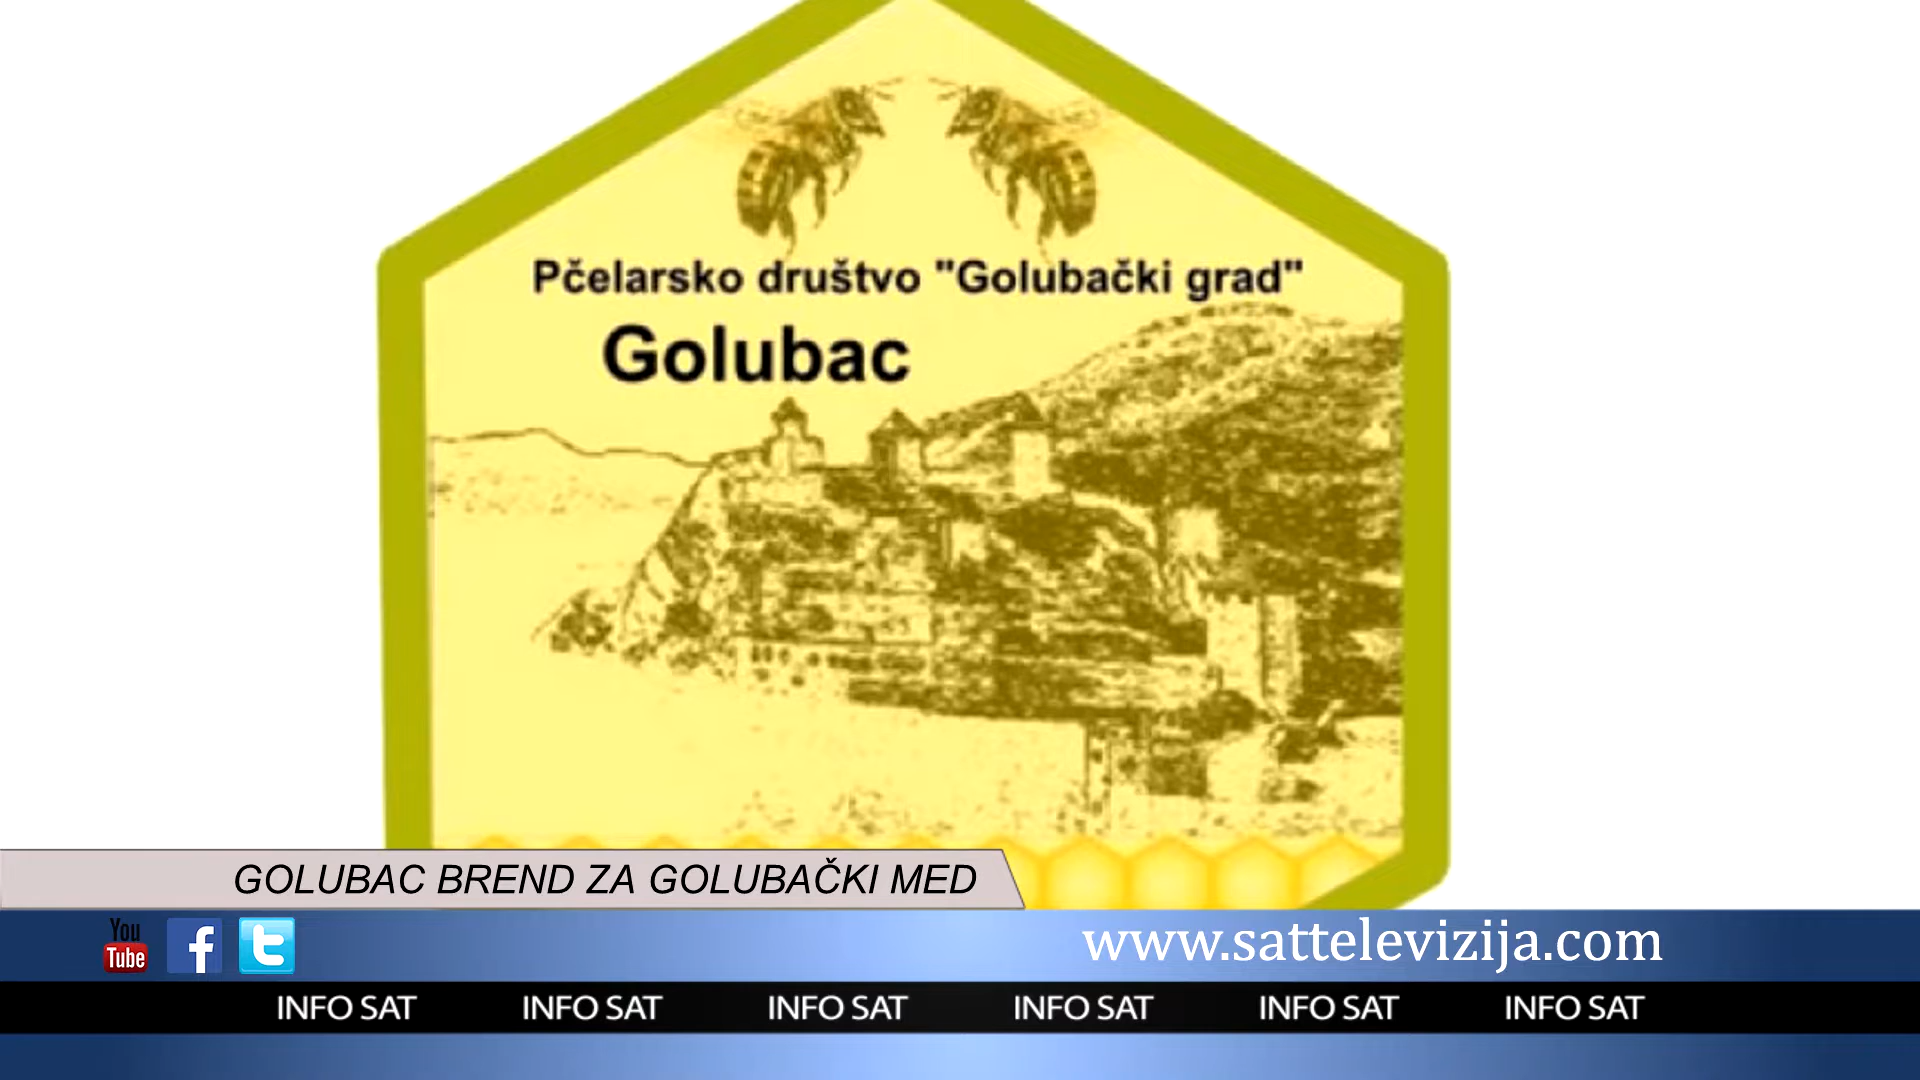 Pčelarsko društvo "Golubački grad"
Golubac
GOLUBAC BREND ZA GOLUBAČKI MED
You
Tube
f
t
www.sattelevizija.com
INFO SAT INFO SAT INFO SAT INFO SAT INFO SAT INFO SAT